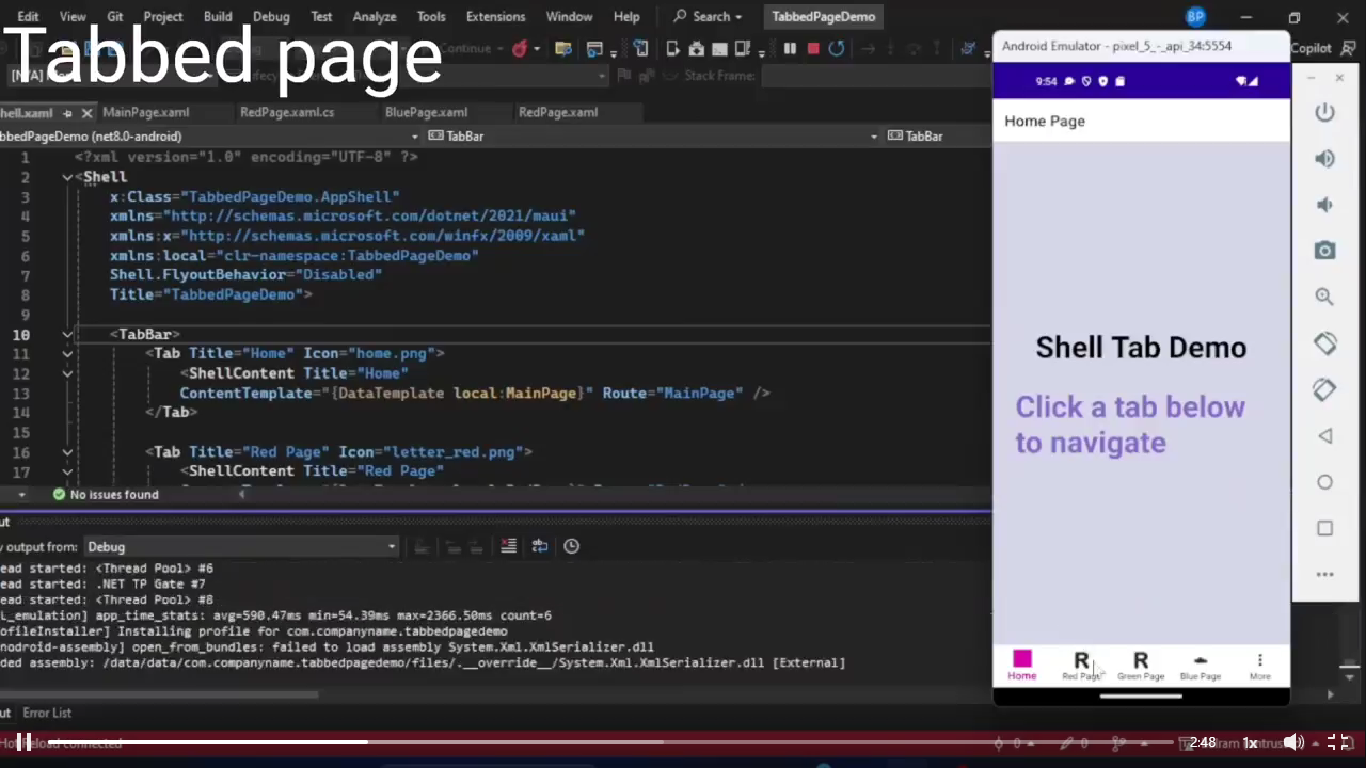 Edit View Git Project Build Debug Test Analyze Tools Extensions Window Help Search TabbedPageDemo BP
Tabbed page
Continue
Copilot
Android Emulator - pixel_5_-_api_34:5554
Stack Frame:
hell.xaml MainPage.xaml RedPage.xaml.cs BluePage.xaml RedPage.xaml
bbedPageDemo (net8.0-android) TabBar TabBar
1 <?xml version="1.0" encoding="UTF-8" ?>
2 <Shell
3 x:Class="TabbedPageDemo.AppShell"
4 xmlns="http://schemas.microsoft.com/dotnet/2021/maui"
5 xmlns:x="http://schemas.microsoft.com/winfx/2009/xaml"
6 xmlns:local="clr-namespace:TabbedPageDemo"
7 Shell.FlyoutBehavior="Disabled"
8 Title="TabbedPageDemo">
9
10 <TabBar>
11 <Tab Title="Home" Icon="home.png">
12 <ShellContent Title="Home"
13 ContentTemplate="{DataTemplate local:MainPage}" Route="MainPage" />
14 </Tab>
15
16 <Tab Title="Red Page" Icon="letter_red.png">
17 <ShellContent Title="Red Page"
No issues found
ut
y output from: Debug
ead started: <Thread Pool> #6
ead started: .NET TP Gate #7
ead started: <Thread Pool> #8
i_emulation] app_time_stats: avg=590.47ms min=54.39ms max=2366.50ms count=6
ofileInstaller] Installing profile for com.companyname.tabbedpagedemo
onodroid-assembly] open_from_bundles: failed to load assembly System.Xml.XmlSerializer.dll
ded assembly: /data/data/com.companyname.tabbedpagedemo/files/.__override__/System.Xml.XmlSerializer.dll [External]
ut Error List
9:54
Home Page
Shell Tab Demo
Click a tab below
to navigate
R R
Home Red Page Green Page Blue Page More
Hot Reload connected
0 0
2:48 1x